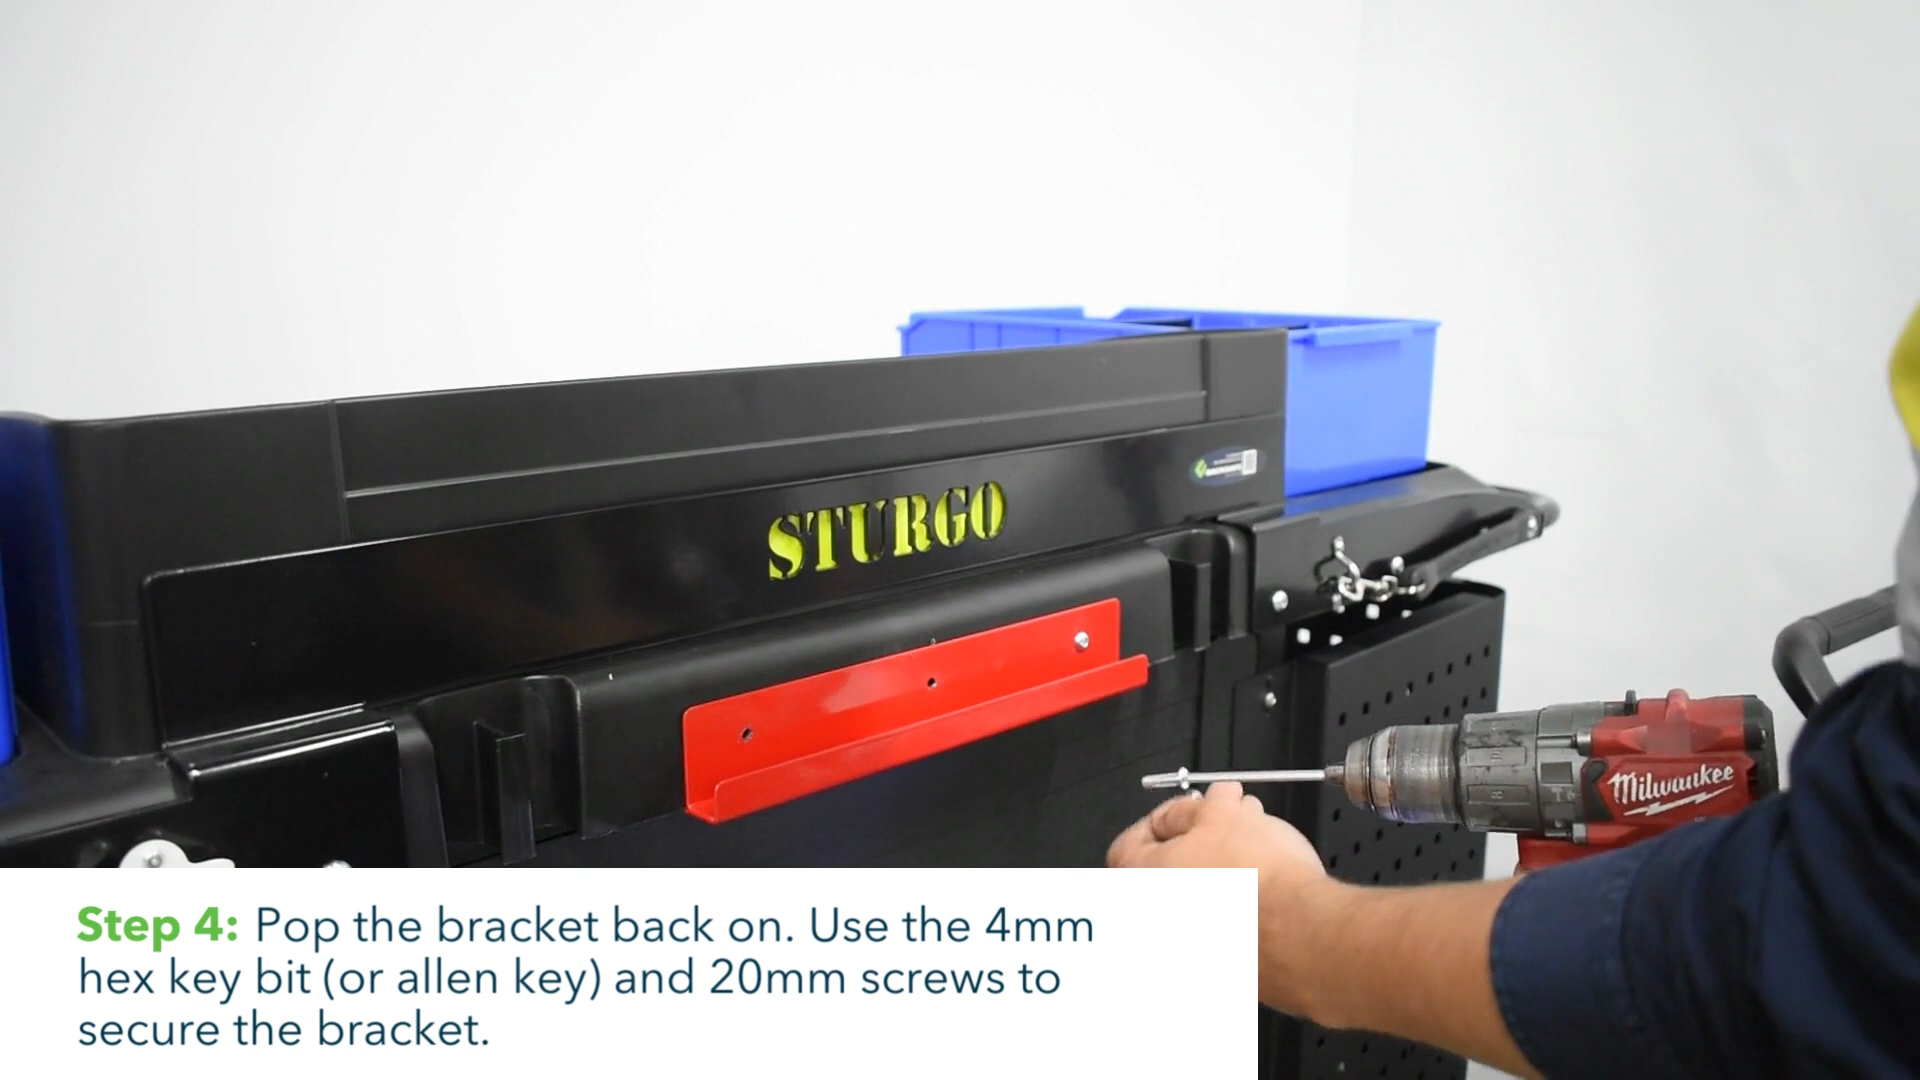 STURGO
Milwaukee
Step 4: Pop the bracket back on. Use the 4mm
hex key bit (or allen key) and 20mm screws to
secure the bracket.